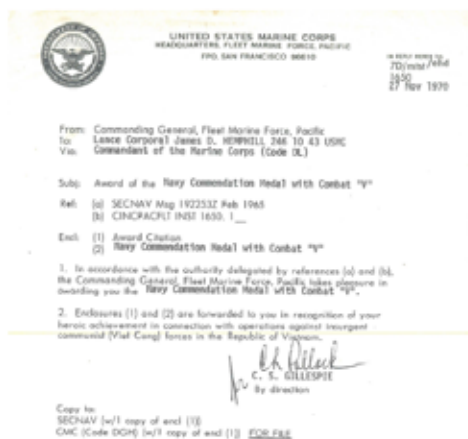 UNITED STATES MARINE CORPS
HEADQUARTERS, FLEET MARINE FORCE, PACIFIC
FPO, SAN FRANCISCO 96610
IN REPLY REFER TO:
1650
27 Nov 1970
From: Commanding General, Fleet Marine Force, Pacific
To: Lance Corporal James D. HEMPHILL 246 10 43 USMC
Via: Commandant of the Marine Corps (Code DL)
Subj: Award of the Navy Commendation Medal with Combat "V"
Ref: (a) SECNAV Msg 192253Z Feb 1965
(b) CINCPACFLT INST 1650.1
Encl: (1) Award Citation
(2) Navy Commendation Medal with Combat "V"
1. In accordance with the authority delegated by references (a) and (b),
the Commanding General, Fleet Marine Force, Pacific takes pleasure in
awarding you the Navy Commendation Medal with Combat "V".
2. Enclosures (1) and (2) are forwarded to you in recognition of your
heroic achievement in connection with operations against insurgent
communist (Viet Cong) forces in the Republic of Vietnam.
C. S. GILLESPIE
By direction
Copy to:
SECNAV (w/1 copy of encl (1))
CMC (Code DGH) (w/1 copy of encl (1)) FOR FILE